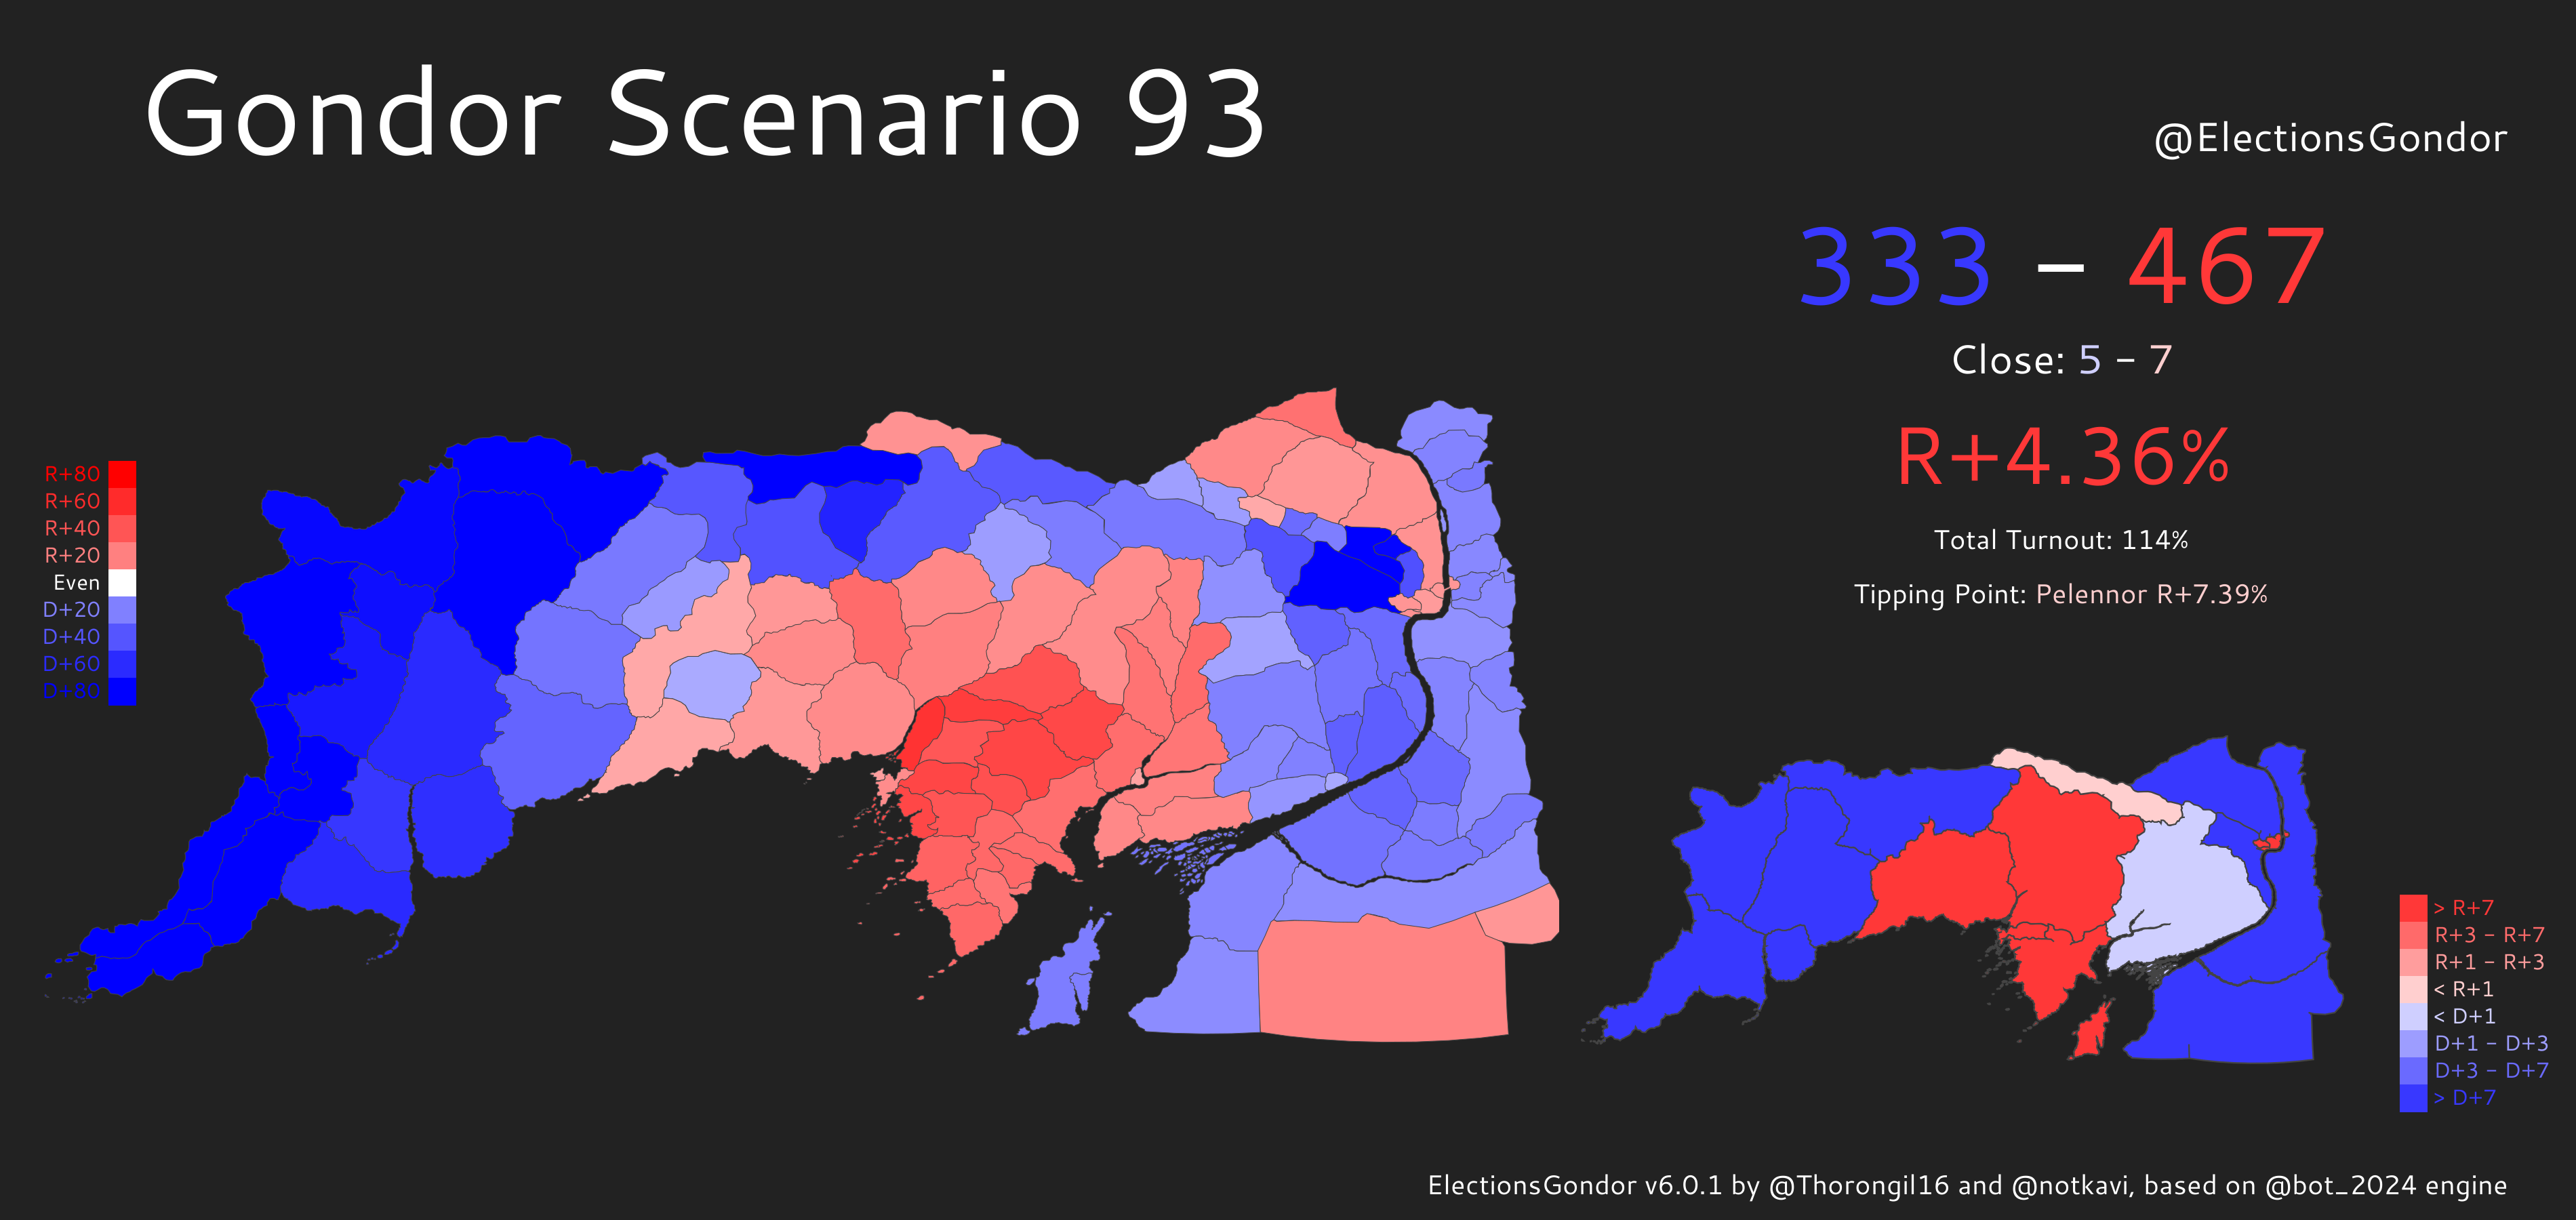 Gondor Scenario 93
@ElectionsGondor
333 - 467
Close: 5 - 7
R+4.36%
Total Turnout: 114%
Tipping Point: Pelennor R+7.39%
R+80
R+60
R+40
R+20
Even
D+20
D+40
D+60
D+80
> R+7
R+3 - R+7
R+1 - R+3
< R+1
< D+1
D+1 - D+3
D+3 - D+7
> D+7
ElectionsGondor v6.0.1 by @Thorongil16 and @notkavi, based on @bot_2024 engine